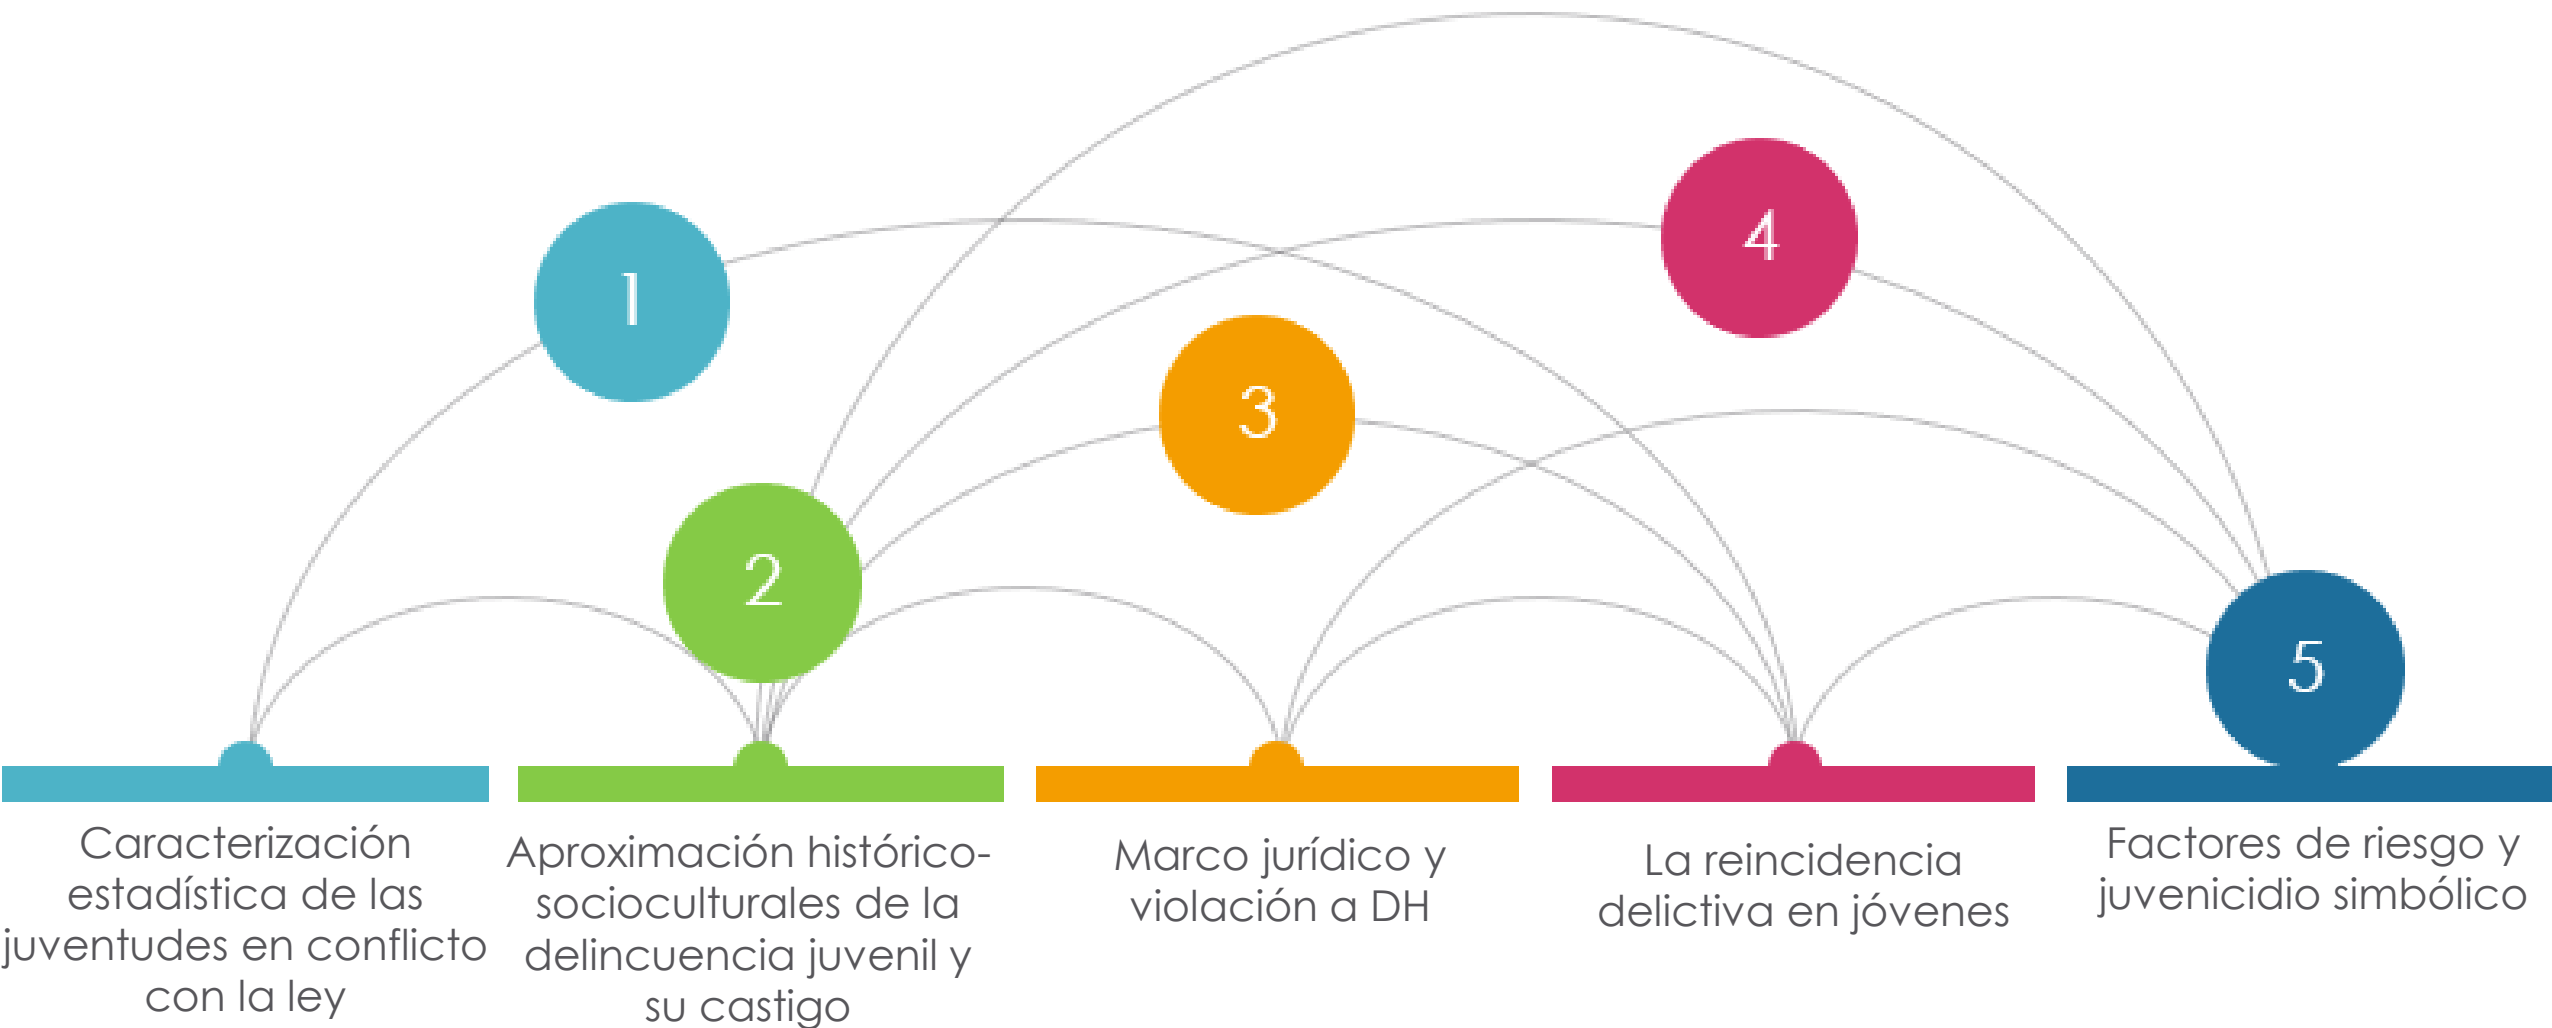 1
4
3
2
5
Caracterización
estadística de las
juventudes en conflicto
con la ley
Aproximación histórico-
socioculturales de la
delincuencia juvenil y
su castigo
Marco jurídico y
violación a DH
La reincidencia
delictiva en jóvenes
Factores de riesgo y
juvenicidio simbólico